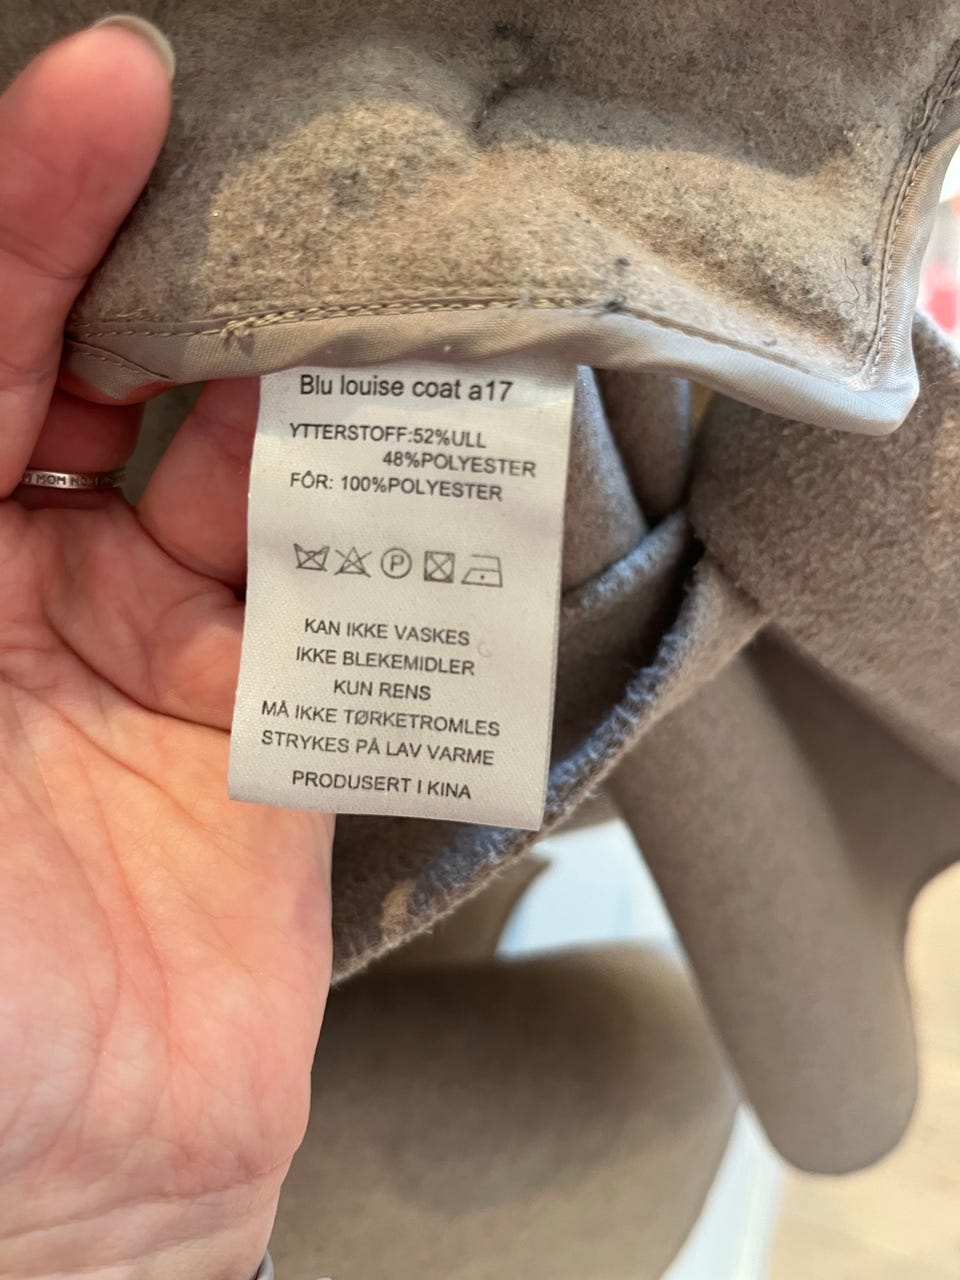 Blu louise coat a17
YTTERSTOFF:52%ULL
48%POLYESTER
FÔR: 100%POLYESTER
P
KAN IKKE VASKES
IKKE BLEKEMIDLER
KUN RENS
MÅ IKKE TØRKETROMLES
STRYKES PÅ LAV VARME
PRODUSERT I KINA
MOM